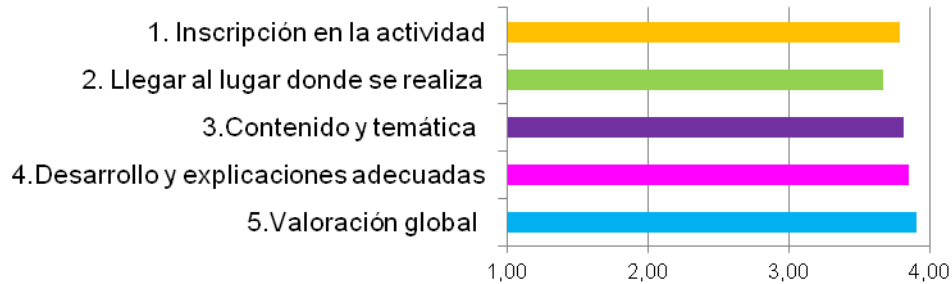 1. Inscripción en la actividad
2. Llegar al lugar donde se realiza
3.Contenido y temática
4.Desarrollo y explicaciones adecuadas
5.Valoración global
1,00 2,00 3,00 4,00